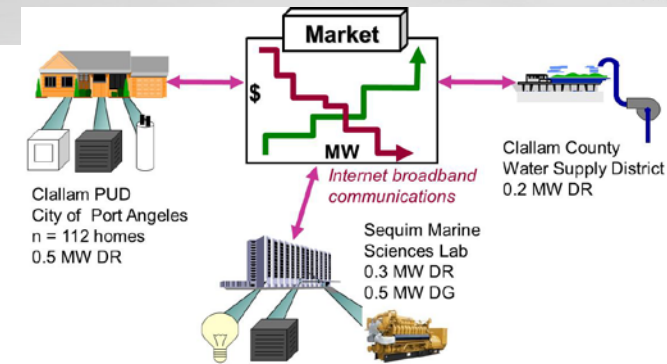 Market
$
MW
Internet broadband
communications
Clallam PUD
City of Port Angeles
n = 112 homes
0.5 MW DR
Clallam County
Water Supply District
0.2 MW DR
Sequim Marine
Sciences Lab
0.3 MW DR
0.5 MW DG